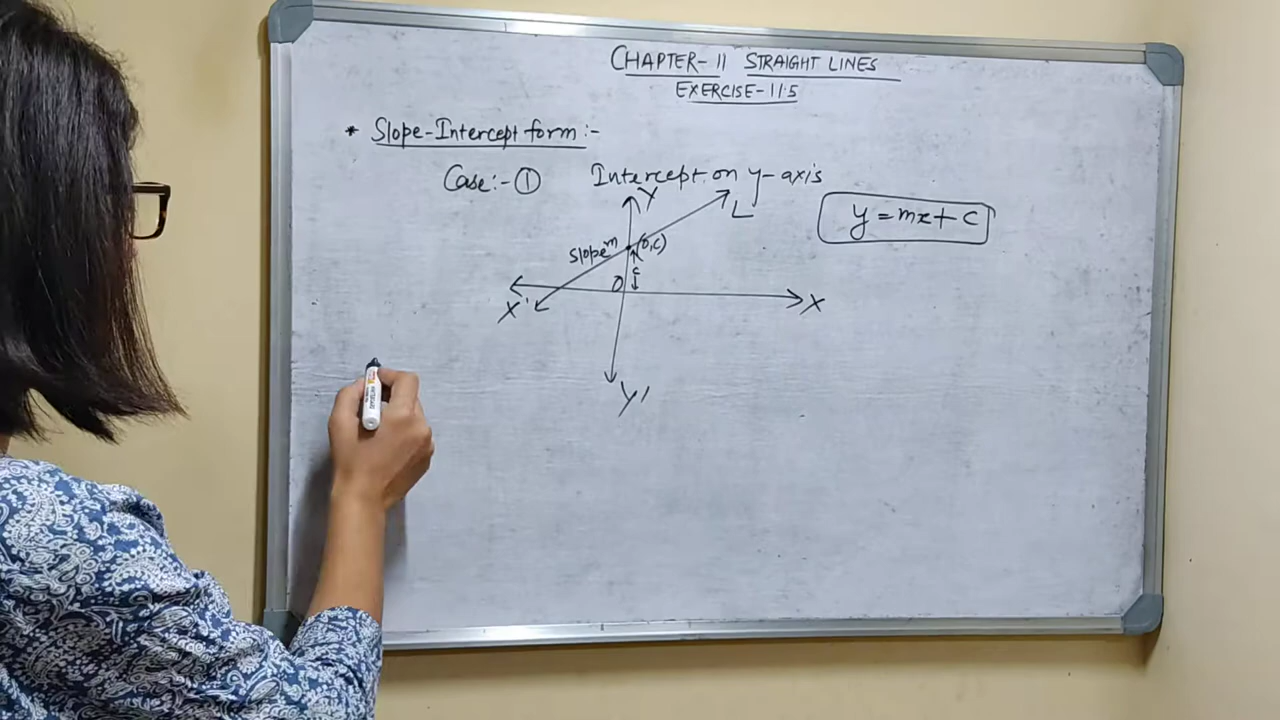 CHAPTER-11 STRAIGHT LINES
EXERCISE-11.5
* Slope-Intercept form:-
Case:-① Intercept on y-axis
Y
L
y = mx + c
slope m (0,c)
c
O
X' X
Y'